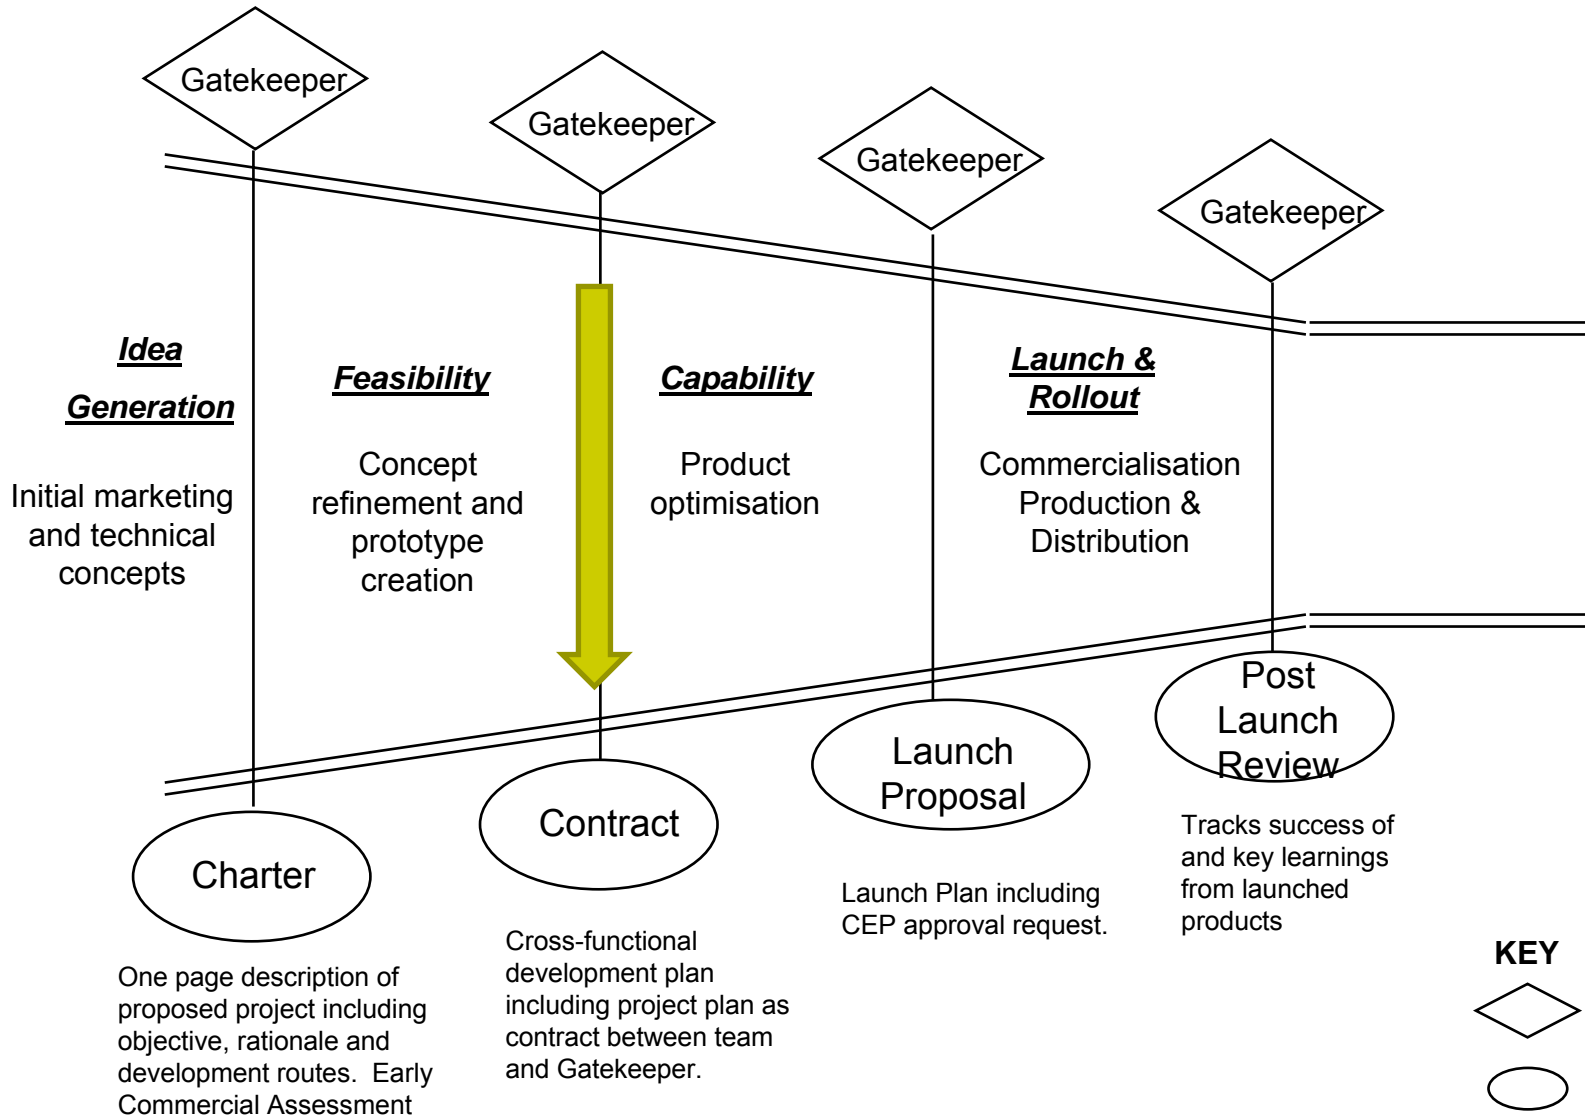 Gatekeeper
Gatekeeper
Gatekeeper
Gatekeeper
Idea
Generation
Initial marketing
and technical
concepts
Feasibility
Concept
refinement and
prototype
creation
Capability
Product
optimisation
Launch &
Rollout
Commercialisation
Production &
Distribution
Charter
One page description of
proposed project including
objective, rationale and
development routes.  Early
Commercial Assessment
Contract
Cross-functional
development plan
including project plan as
contract between team
and Gatekeeper.
Launch
Proposal
Launch Plan including
CEP approval request.
Post
Launch
Review
Tracks success of
and key learnings
from launched
products
KEY